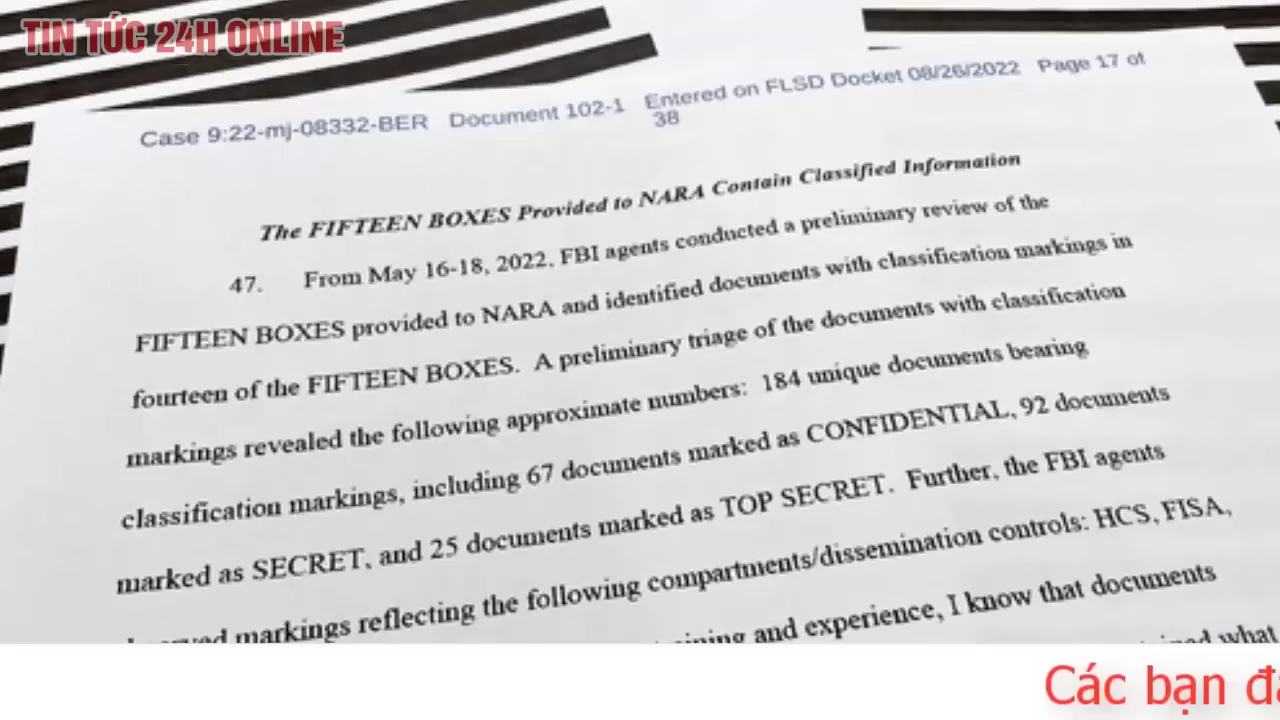 TIN TỨC 24H ONLINE
Case 9:22-mj-08332-BER Document 102-1 Entered on FLSD Docket 08/26/2022 Page 17 of
38
The FIFTEEN BOXES Provided to NARA Contain Classified Information
47. From May 16-18, 2022, FBI agents conducted a preliminary review of the
FIFTEEN BOXES provided to NARA and identified documents with classification markings in
fourteen of the FIFTEEN BOXES. A preliminary triage of the documents with classification
markings revealed the following approximate numbers: 184 unique documents bearing
classification markings, including 67 documents marked as CONFIDENTIAL, 92 documents
marked as SECRET, and 25 documents marked as TOP SECRET. Further, the FBI agents
markings reflecting the following compartments/dissemination controls: HCS, FISA,
and experience, I know that documents
what
Các bạn